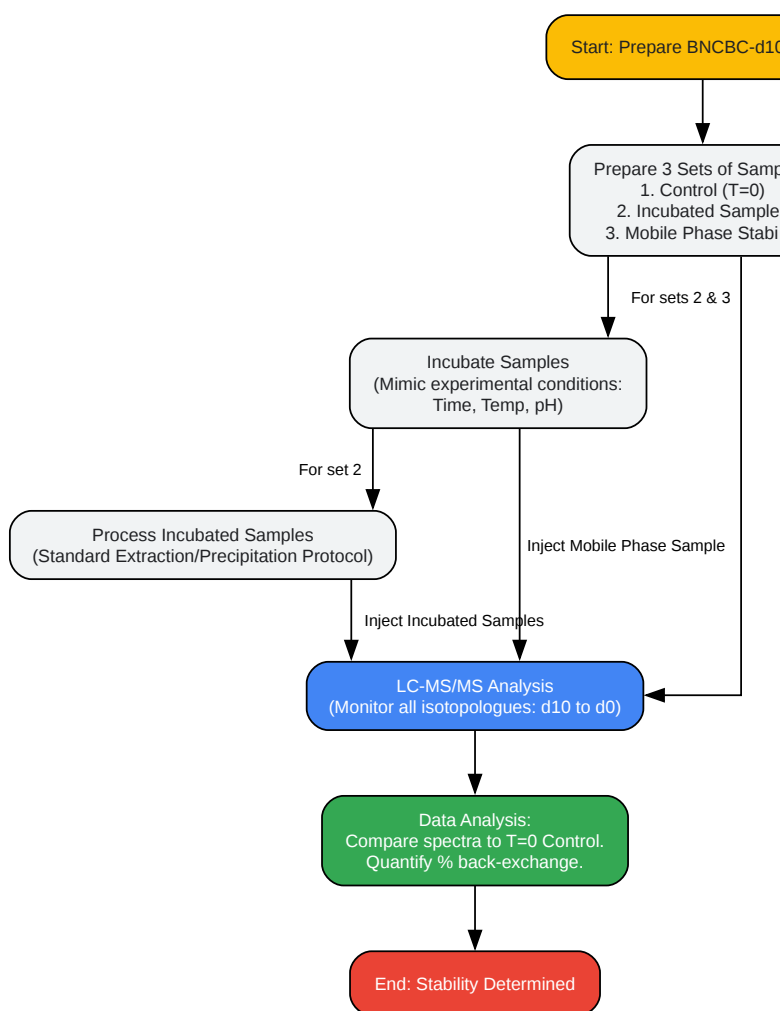 Start: Prepare BNCBC-d10
Prepare 3 Sets of Samp
1. Control (T=0)
2. Incubated Sample
3. Mobile Phase Stabi
For sets 2 & 3
Incubate Samples
(Mimic experimental conditions:
Time, Temp, pH)
For set 2
Process Incubated Samples
(Standard Extraction/Precipitation Protocol)
Inject Mobile Phase Sample
Inject Incubated Samples
LC-MS/MS Analysis
(Monitor all isotopologues: d10 to d0)
Data Analysis:
Compare spectra to T=0 Control.
Quantify % back-exchange.
End: Stability Determined